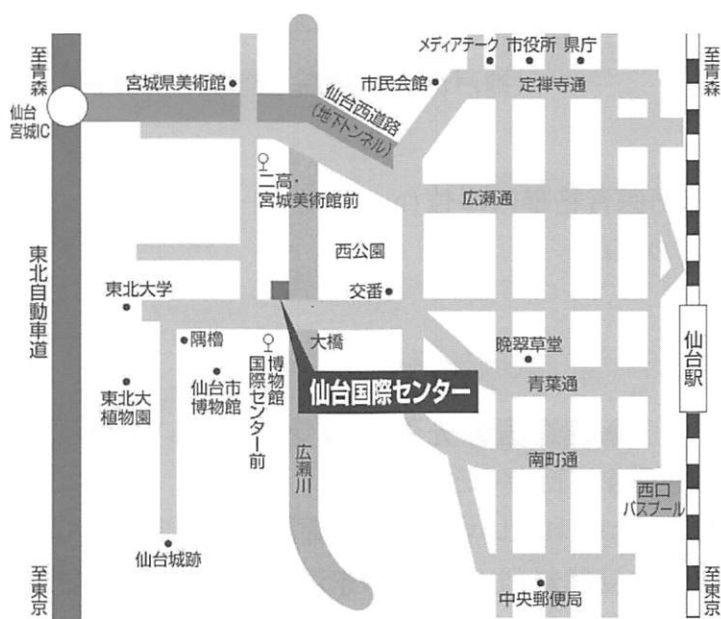 至青森
仙台
宮城IC
宮城県美術館
仙台西道路
(地下トンネル)
メディアテーク
市役所
県庁
市民会館
定禅寺通
至青森
二高・
宮城美術館前
広瀬通
西公園
東北自動車道
東北大学
交番
隅櫓
大橋
晩翠草堂
仙台駅
博物館
国際センター前
仙台市
博物館
東北大
植物園
仙台国際センター
青葉通
広瀬川
南町通
西口
バスプール
仙台城跡
中央郵便局
至東京
至東京